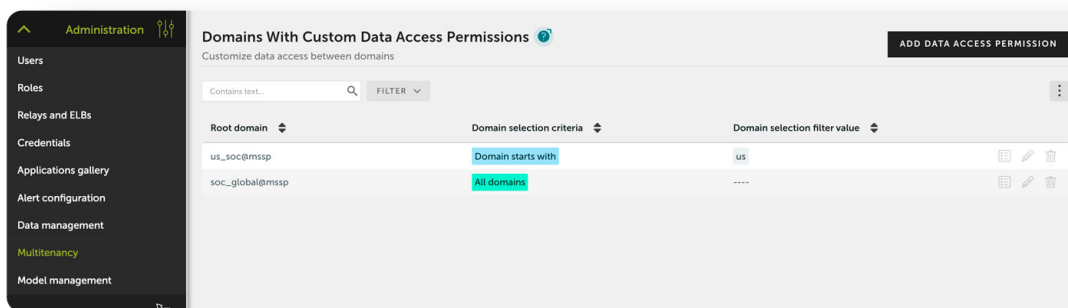 Administration
Users
Roles
Relays and ELBs
Credentials
Applications gallery
Alert configuration
Data management
Multitenancy
Model management
Domains With Custom Data Access Permissions ?
Customize data access between domains
ADD DATA ACCESS PERMISSION
Contains text... FILTER
Root domain Domain selection criteria Domain selection filter value
us_soc@mssp Domain starts with us
soc_global@mssp All domains ----